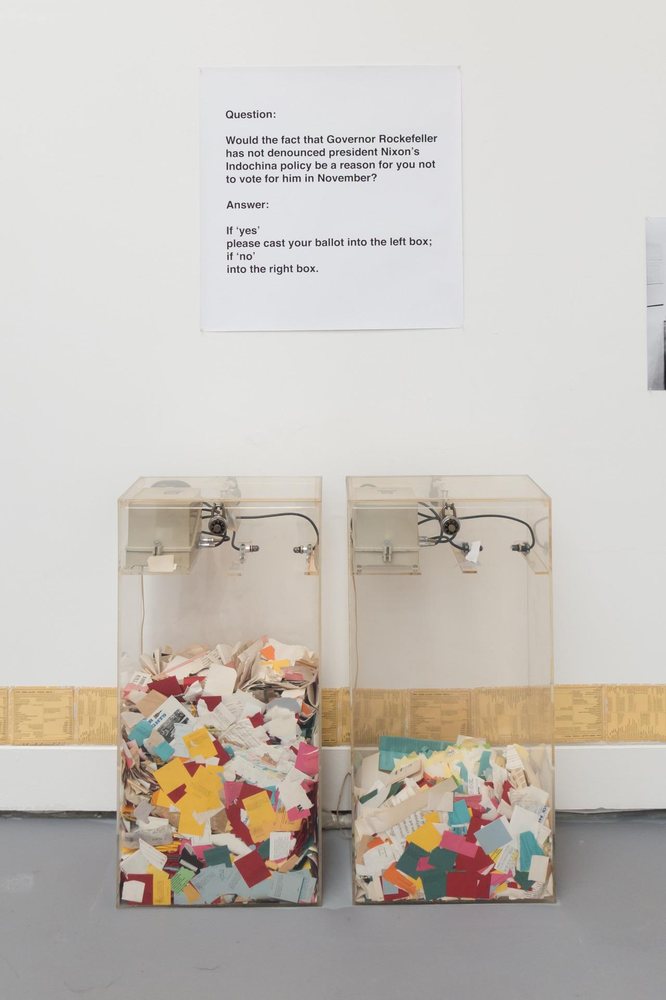 Question:
Would the fact that Governor Rockefeller
has not denounced president Nixon's
Indochina policy be a reason for you not
to vote for him in November?
Answer:
If ‘yes’
please cast your ballot into the left box;
if ‘no’
into the right box.